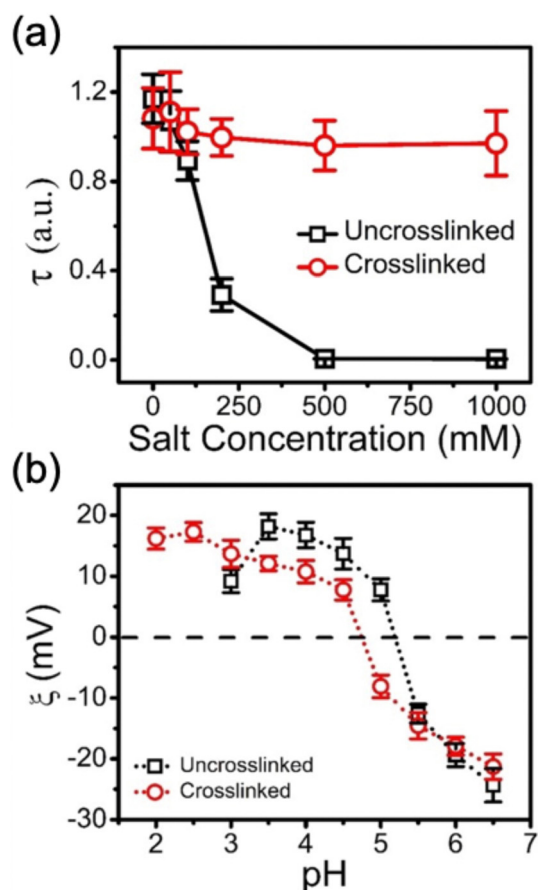 (a)
1.2
0.8
0.4
0.0
τ (a.u.)
Uncrosslinked
Crosslinked
0 250 500 750 1000
Salt Concentration (mM)
(b)
20
10
0
-10
-20
-30
ξ (mV)
Uncrosslinked
Crosslinked
2 3 4 5 6 7
pH